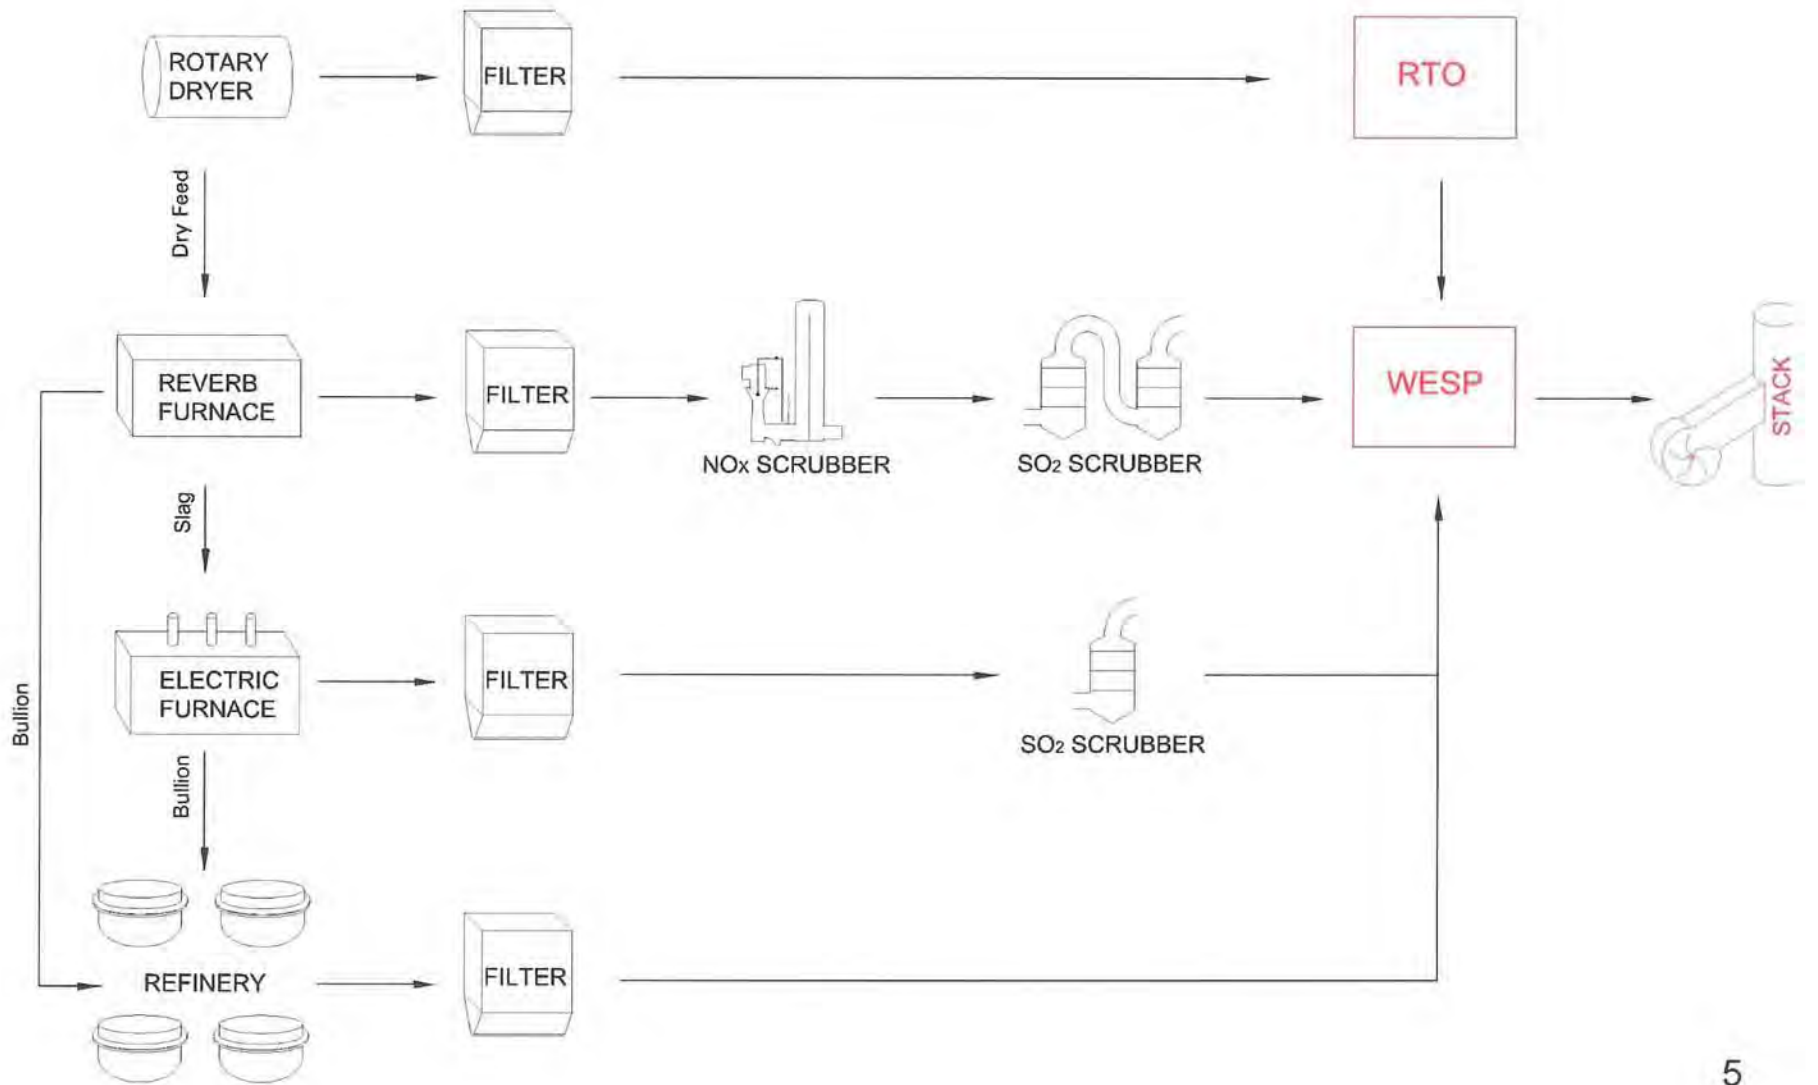 ROTARY
DRYER
FILTER
RTO
Dry Feed
REVERB
FURNACE
FILTER
NOx SCRUBBER
SO2 SCRUBBER
WESP
STACK
Slag
ELECTRIC
FURNACE
FILTER
SO2 SCRUBBER
Bullion
Bullion
REFINERY
FILTER
5